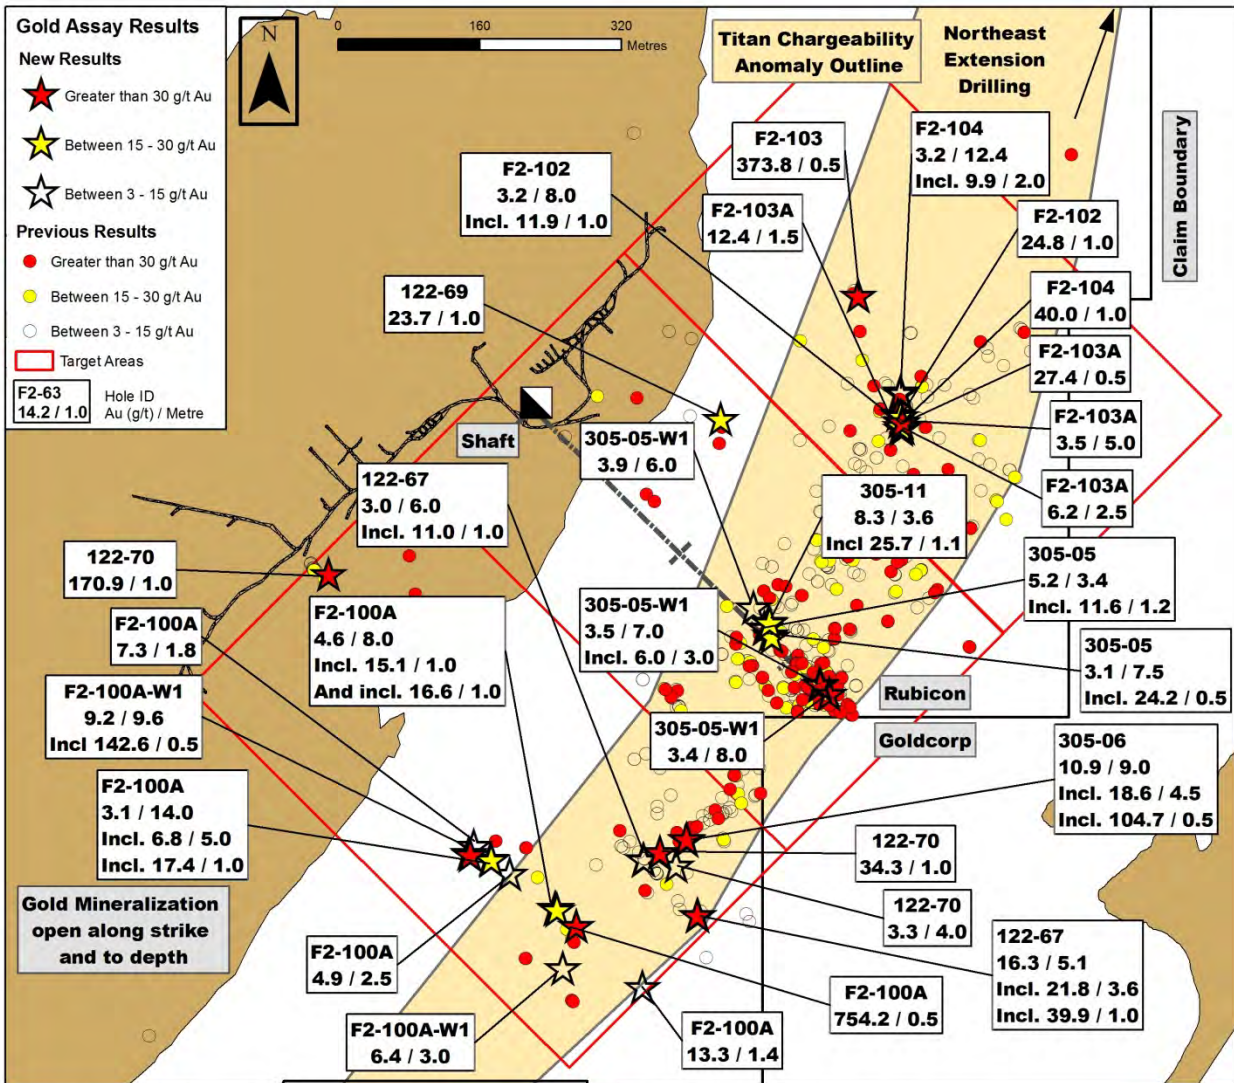 Gold Assay Results
New Results
Greater than 30 g/t Au
Between 15 - 30 g/t Au
Between 3 - 15 g/t Au
Previous Results
Greater than 30 g/t Au
Between 15 - 30 g/t Au
Between 3 - 15 g/t Au
Target Areas
F2-63
14.2 / 1.0
Hole ID
Au (g/t) / Metre
N
0
160
320
Metres
Titan Chargeability
Anomaly Outline
Northeast
Extension
Drilling
Claim Boundary
F2-103
373.8 / 0.5
F2-104
3.2 / 12.4
Incl. 9.9 / 2.0
F2-102
3.2 / 8.0
Incl. 11.9 / 1.0
F2-103A
12.4 / 1.5
F2-102
24.8 / 1.0
122-69
23.7 / 1.0
F2-104
40.0 / 1.0
F2-103A
27.4 / 0.5
F2-103A
3.5 / 5.0
Shaft
305-05-W1
3.9 / 6.0
122-67
3.0 / 6.0
Incl. 11.0 / 1.0
305-11
8.3 / 3.6
Incl 25.7 / 1.1
F2-103A
6.2 / 2.5
122-70
170.9 / 1.0
305-05
5.2 / 3.4
Incl. 11.6 / 1.2
F2-100A
7.3 / 1.8
F2-100A
4.6 / 8.0
Incl. 15.1 / 1.0
And incl. 16.6 / 1.0
305-05-W1
3.5 / 7.0
Incl. 6.0 / 3.0
305-05
3.1 / 7.5
Incl. 24.2 / 0.5
F2-100A-W1
9.2 / 9.6
Incl 142.6 / 0.5
Rubicon
Goldcorp
305-05-W1
3.4 / 8.0
305-06
10.9 / 9.0
Incl. 18.6 / 4.5
Incl. 104.7 / 0.5
F2-100A
3.1 / 14.0
Incl. 6.8 / 5.0
Incl. 17.4 / 1.0
122-70
34.3 / 1.0
Gold Mineralization
open along strike
and to depth
122-70
3.3 / 4.0
F2-100A
4.9 / 2.5
122-67
16.3 / 5.1
Incl. 21.8 / 3.6
Incl. 39.9 / 1.0
F2-100A
754.2 / 0.5
F2-100A-W1
6.4 / 3.0
F2-100A
13.3 / 1.4